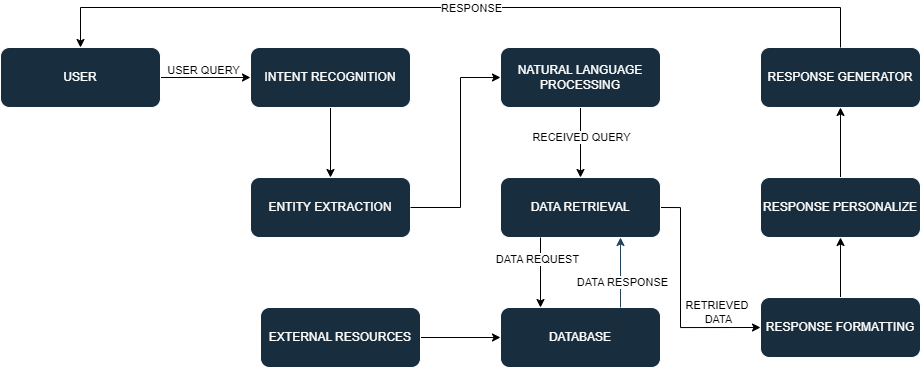 RESPONSE
USER
USER QUERY
INTENT RECOGNITION
NATURAL LANGUAGE
PROCESSING
RESPONSE GENERATOR
RECEIVED QUERY
ENTITY EXTRACTION
DATA RETRIEVAL
RESPONSE PERSONALIZE
DATA REQUEST
DATA RESPONSE
RETRIEVED
DATA
EXTERNAL RESOURCES
DATABASE
RESPONSE FORMATTING